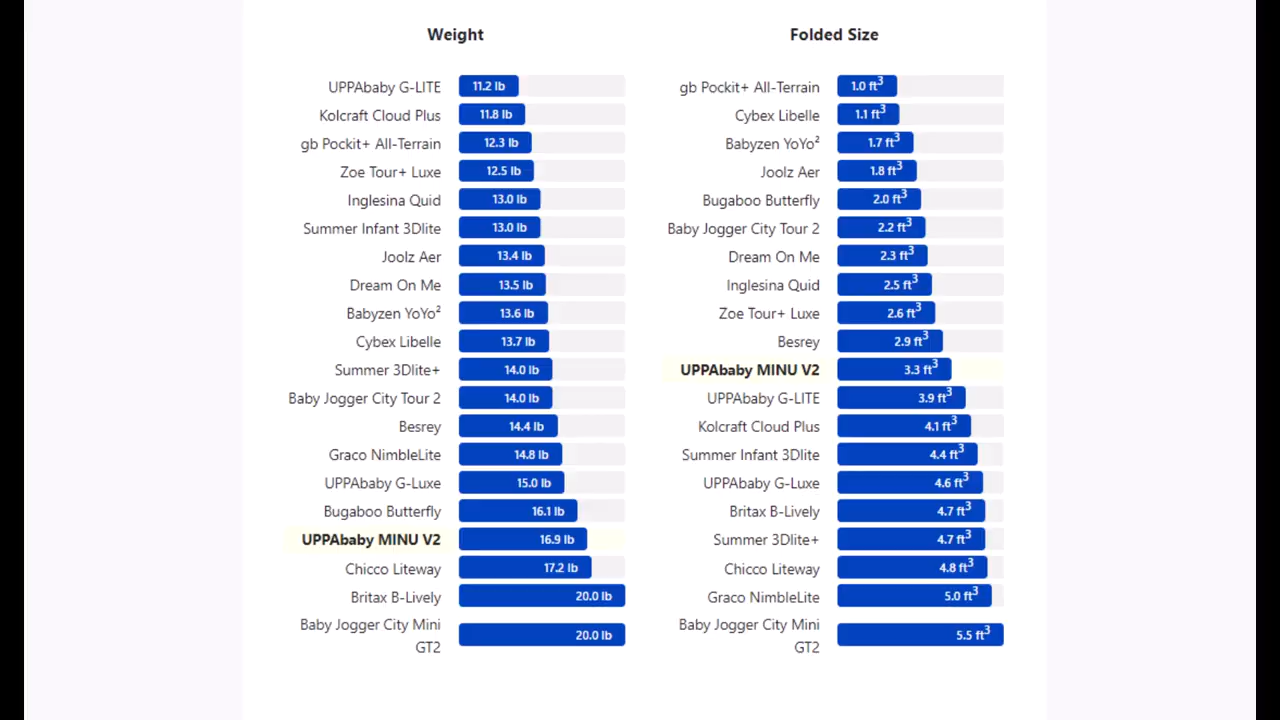 Weight
UPPAbaby G-LITE 11.2 lb
Kolcraft Cloud Plus 11.8 lb
gb Pockit+ All-Terrain 12.3 lb
Zoe Tour+ Luxe 12.5 lb
Inglesina Quid 13.0 lb
Summer Infant 3Dlite 13.0 lb
Joolz Aer 13.4 lb
Dream On Me 13.5 lb
Babyzen YoYo² 13.6 lb
Cybex Libelle 13.7 lb
Summer 3Dlite+ 14.0 lb
Baby Jogger City Tour 2 14.0 lb
Besrey 14.4 lb
Graco NimbleLite 14.8 lb
UPPAbaby G-Luxe 15.0 lb
Bugaboo Butterfly 16.1 lb
UPPAbaby MINU V2 16.9 lb
Chicco Liteway 17.2 lb
Britax B-Lively 20.0 lb
Baby Jogger City Mini
GT2 20.0 lb
Folded Size
gb Pockit+ All-Terrain 1.0 ft³
Cybex Libelle 1.1 ft³
Babyzen YoYo² 1.7 ft³
Joolz Aer 1.8 ft³
Bugaboo Butterfly 2.0 ft³
Baby Jogger City Tour 2 2.2 ft³
Dream On Me 2.3 ft³
Inglesina Quid 2.5 ft³
Zoe Tour+ Luxe 2.6 ft³
Besrey 2.9 ft³
UPPAbaby MINU V2 3.3 ft³
UPPAbaby G-LITE 3.9 ft³
Kolcraft Cloud Plus 4.1 ft³
Summer Infant 3Dlite 4.4 ft³
UPPAbaby G-Luxe 4.6 ft³
Britax B-Lively 4.7 ft³
Summer 3Dlite+ 4.7 ft³
Chicco Liteway 4.8 ft³
Graco NimbleLite 5.0 ft³
Baby Jogger City Mini
GT2 5.5 ft³